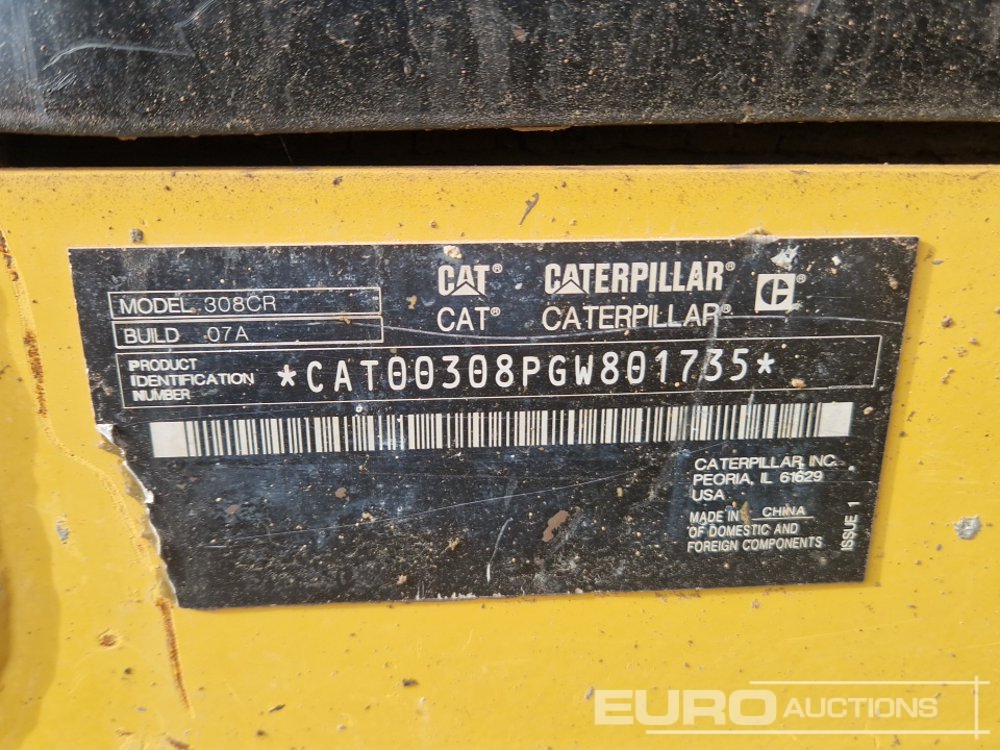 CAT® CATERPILLAR®
CAT® CATERPILLAR®
MODEL 308CR
BUILD 07A
PRODUCT IDENTIFICATION NUMBER
*CAT00308PGW801735*
CATERPILLAR INC.
PEORIA, IL 61629
USA
MADE IN CHINA
OF DOMESTIC AND
FOREIGN COMPONENTS
ISSUE 1
EURO AUCTIONS